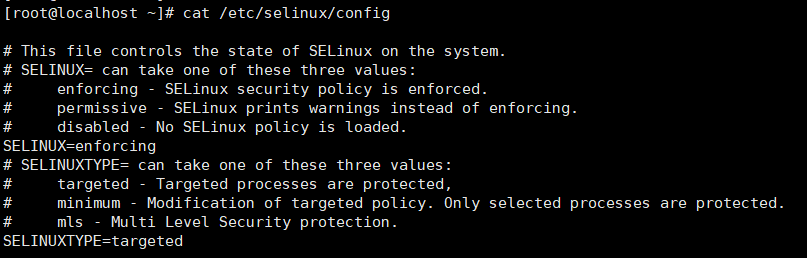 [root@localhost ~]# cat /etc/selinux/config
# This file controls the state of SELinux on the system.
# SELINUX= can take one of these three values:
#     enforcing - SELinux security policy is enforced.
#     permissive - SELinux prints warnings instead of enforcing.
#     disabled - No SELinux policy is loaded.
SELINUX=enforcing
# SELINUXTYPE= can take one of these three values:
#     targeted - Targeted processes are protected,
#     minimum - Modification of targeted policy. Only selected processes are protected.
#     mls - Multi Level Security protection.
SELINUXTYPE=targeted